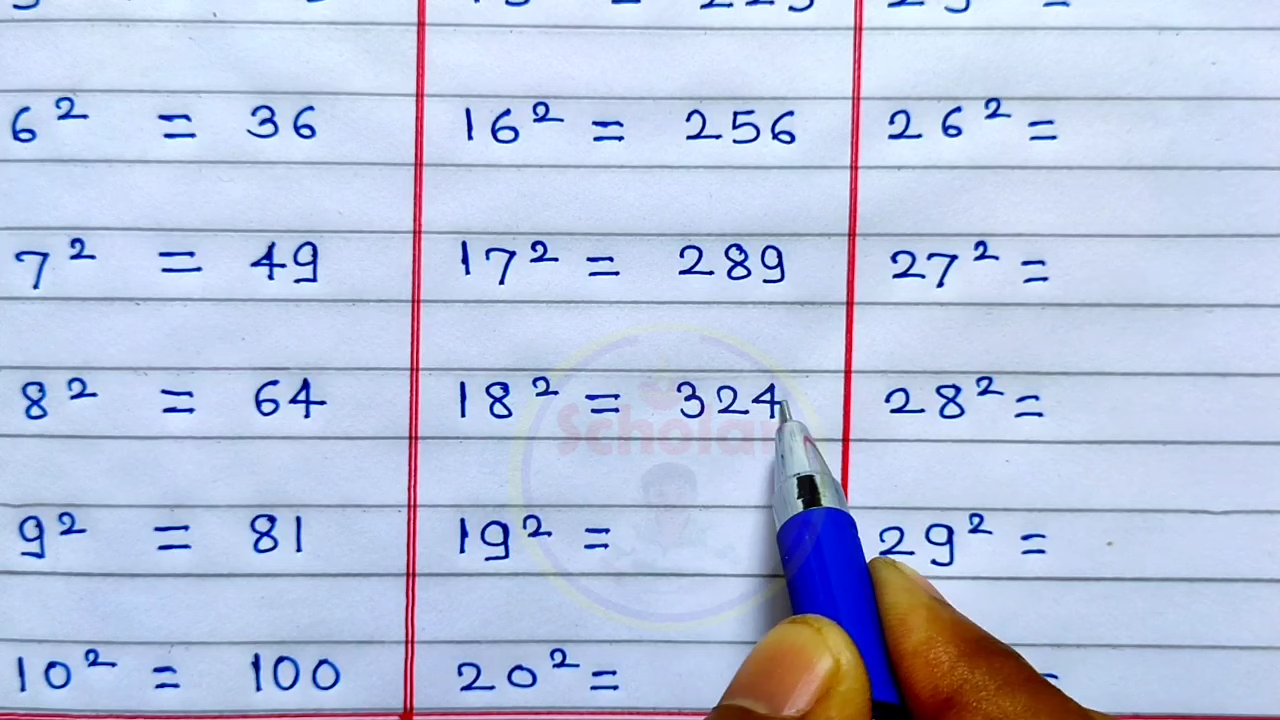 6² = 36 16² = 256 26² =
7² = 49 17² = 289 27² =
8² = 64 18² = 324 28² =
Scholar
9² = 81 19² = 29² =
10² = 100 20² =